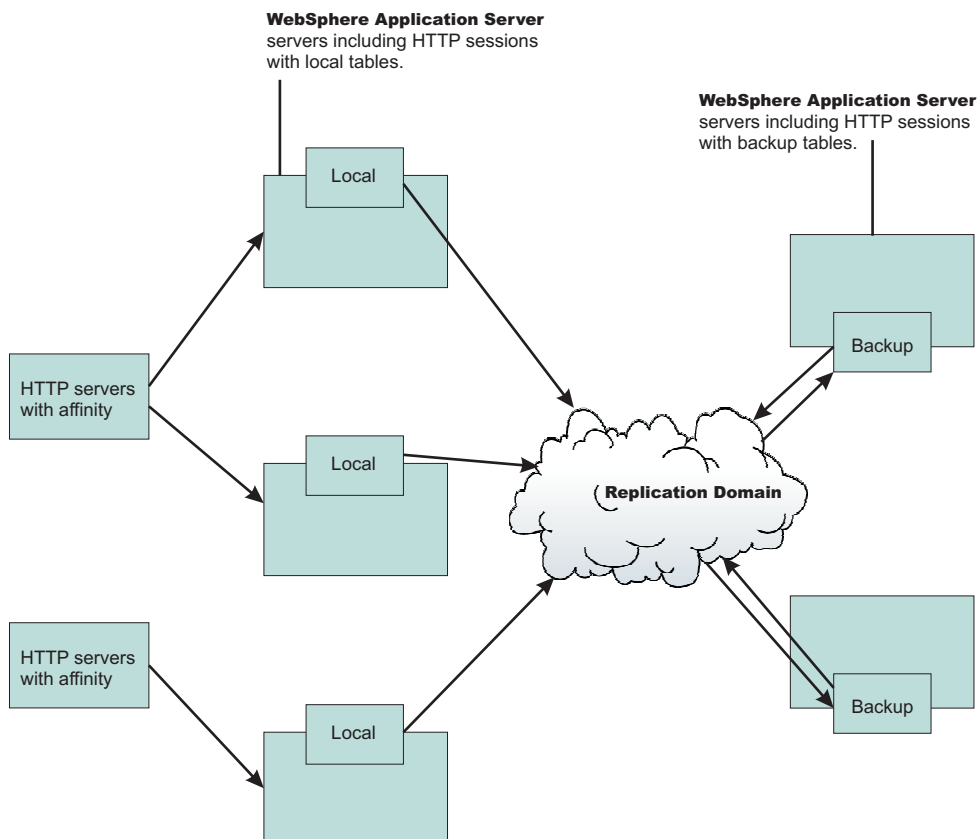 WebSphere Application Server
servers including HTTP sessions
with local tables.
WebSphere Application Server
servers including HTTP sessions
with backup tables.
Local
Backup
HTTP servers
with affinity
Local
Replication Domain
HTTP servers
with affinity
Local
Backup